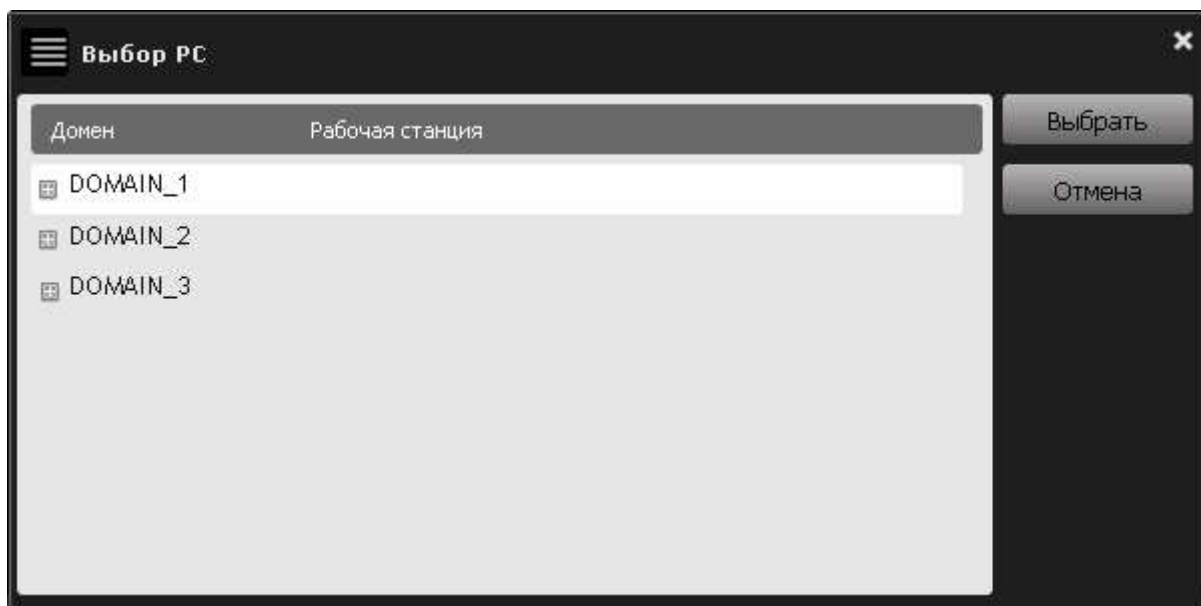 Выбор РС
Домен Рабочая станция
DOMAIN_1
DOMAIN_2
DOMAIN_3
Выбрать
Отмена